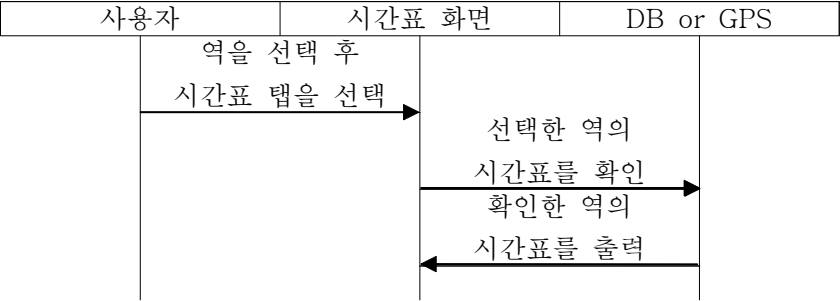 사용자 시간표 화면 DB or GPS
역을 선택 후
시간표 탭을 선택
선택한 역의
시간표를 확인
확인한 역의
시간표를 출력